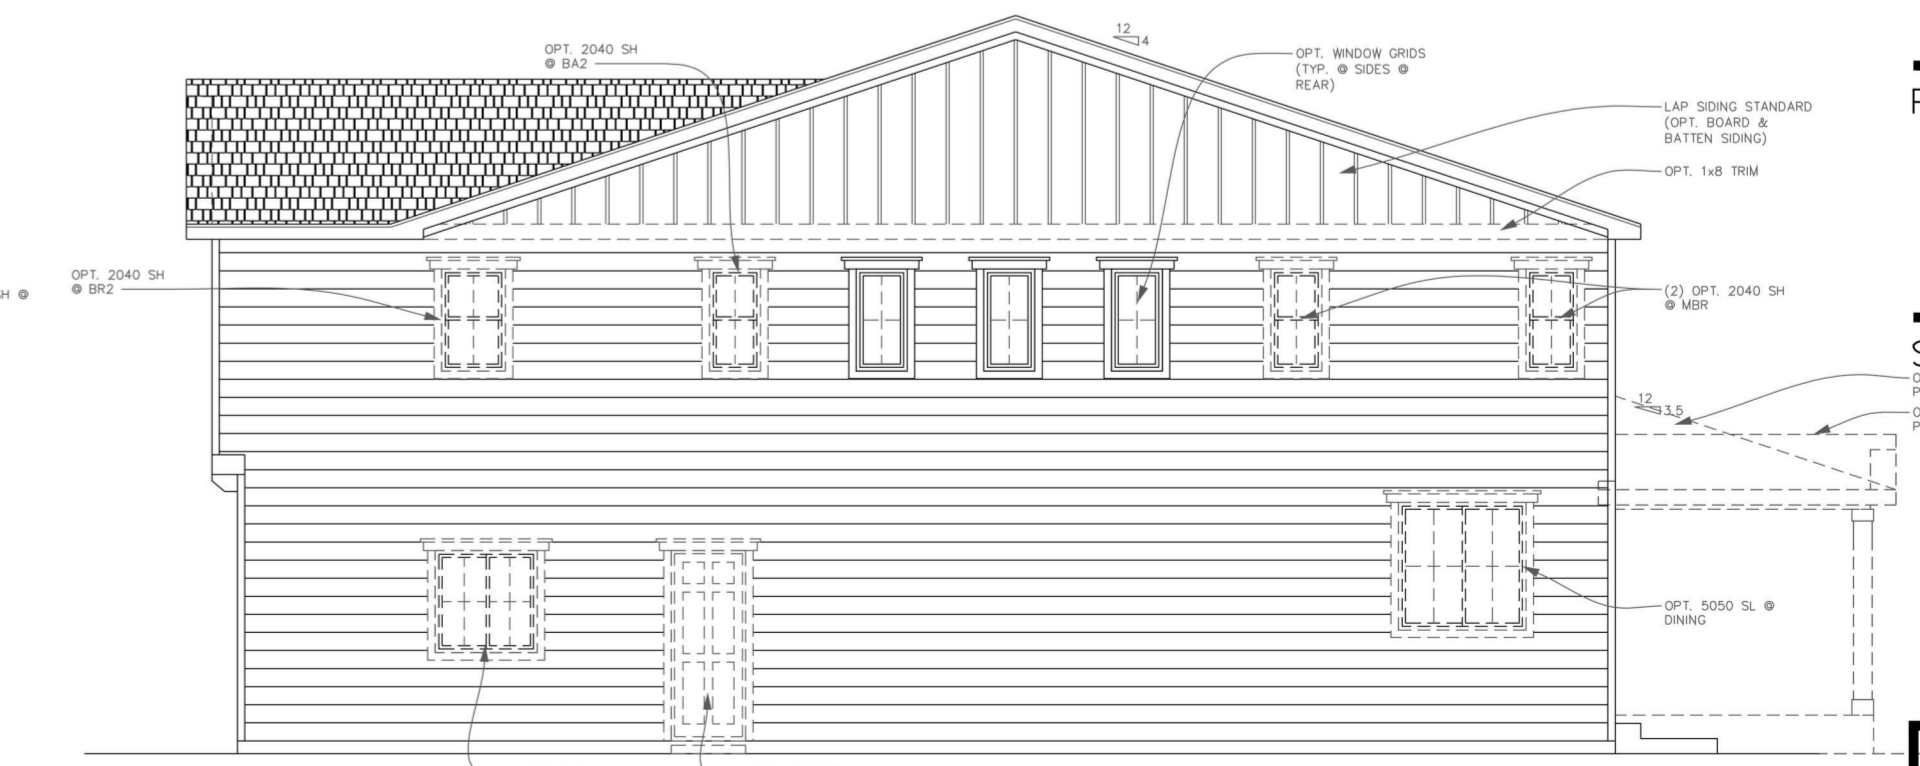 12
4
OPT. 2040 SH
@ BA2
OPT. WINDOW GRIDS
(TYP. @ SIDES @
REAR)
LAP SIDING STANDARD
(OPT. BOARD &
BATTEN SIDING)
OPT. 1x8 TRIM
OPT. 2040 SH
@ BR2
H @
(2) OPT. 2040 SH
@ MBR
12
3.5
OPT. 5050 SL @
DINING